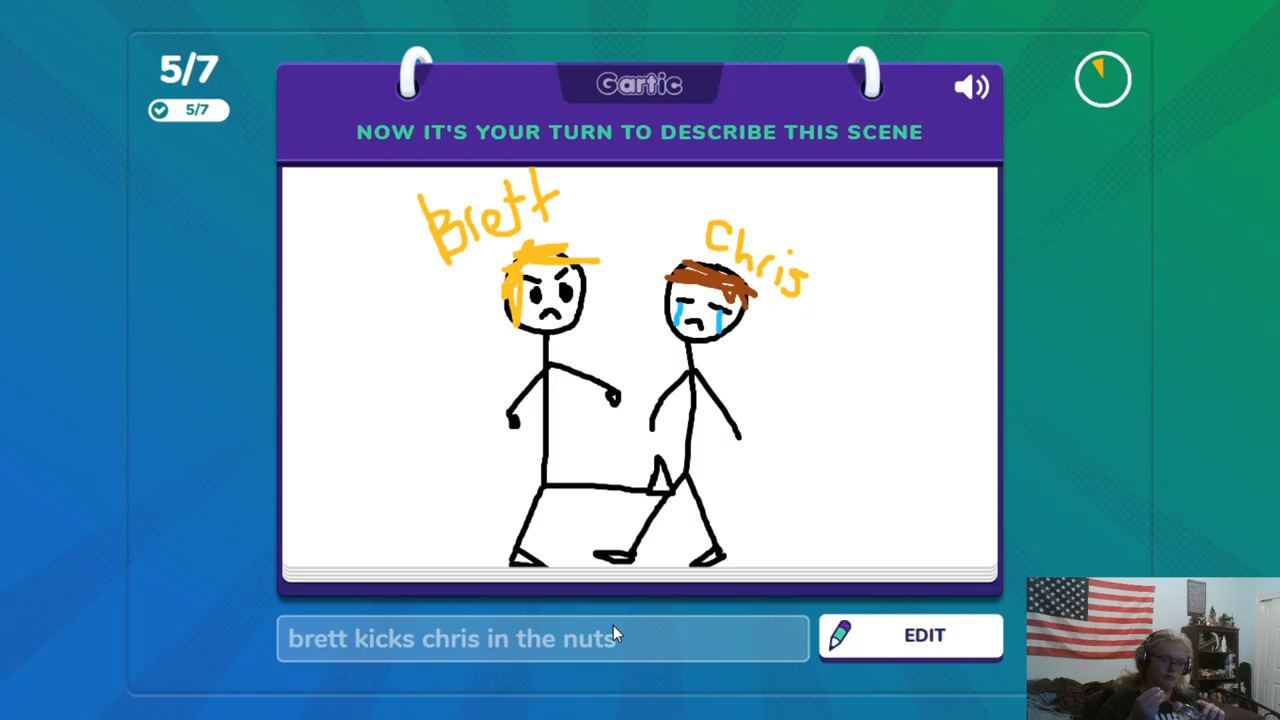 5/7
5/7
Gartic
NOW IT'S YOUR TURN TO DESCRIBE THIS SCENE
Brett
Chris
brett kicks chris in the nuts
EDIT